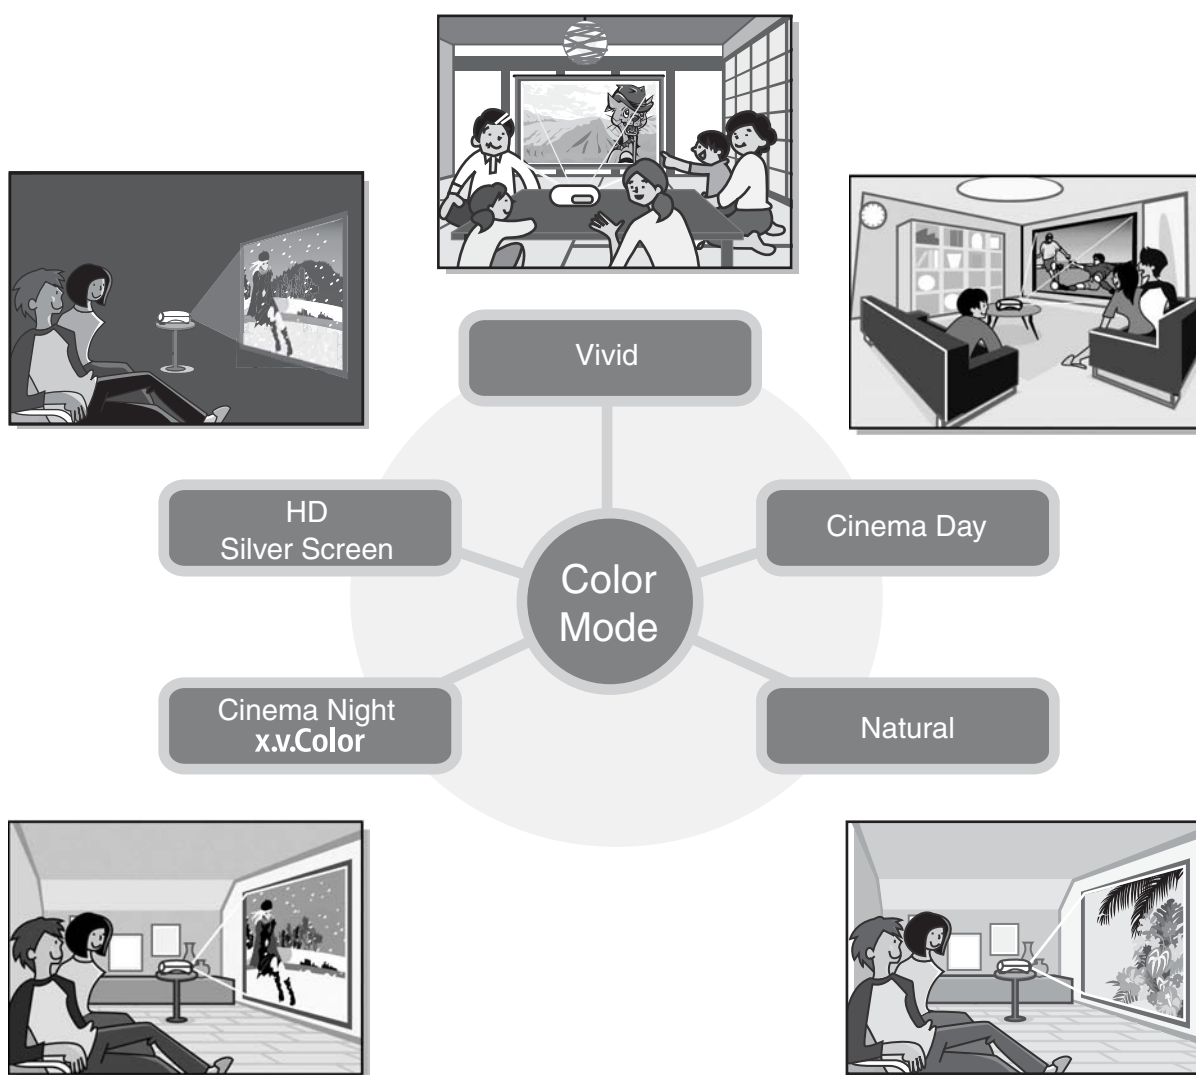 Vivid
HD
Silver Screen
Cinema Day
Color
Mode
Cinema Night
x.v.Color
Natural